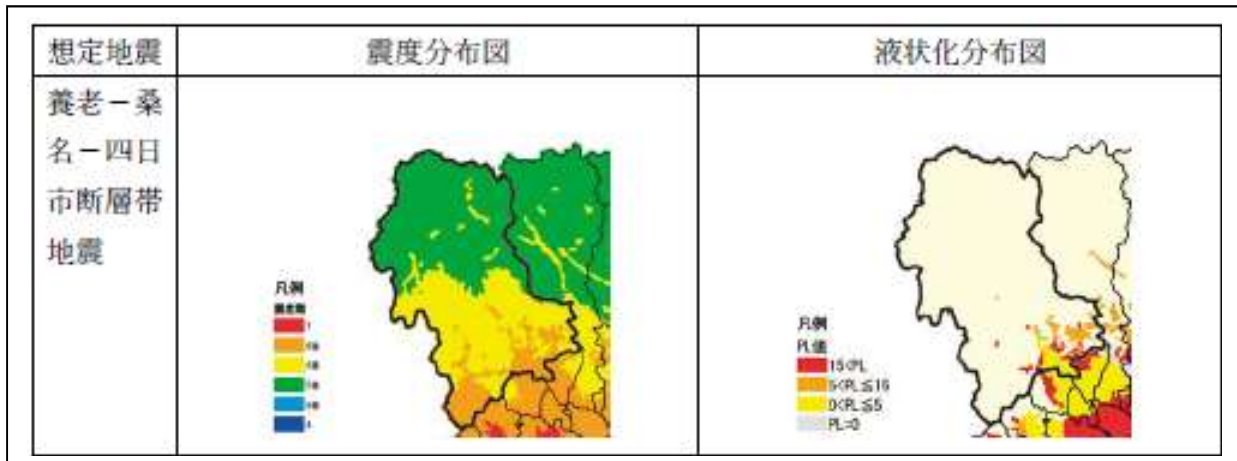 想定地震
震度分布図
液状化分布図
養老－桑
名－四日
市断層帯
地震
凡例
7
凡例
PL値
15<PL
5<PL≦15
0<PL≦5
PL=0